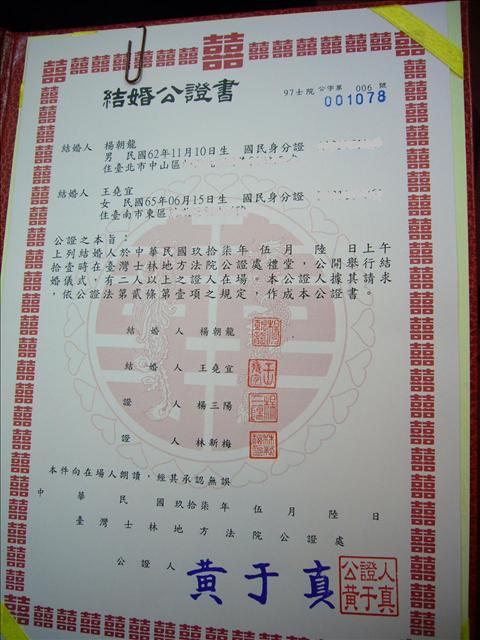 囍
結婚公證書
97士院 公字第 006 號
001078
結婚人 楊朝龍
男 民國62年11月10日生 國民身分證
住臺北市中山區
結婚人 王堯宜
女 民國65年06月15日生 國民身分證
住臺南市東區
公證之本旨：
上列結婚人於中華民國玖拾柒年 伍月 陸 日上午
拾壹時在臺灣士林地方法院公證處禮堂，公開舉行結
婚儀式，有二人以上之證人在場。本公證人據其請求
，依公證法第貳條第壹項之規定，作成本公證書。
結婚人 楊朝龍
結婚人 王堯宜
證人 楊三陽
證人 林新梅
本件向在場人朗讀，經其承認無誤
中華民國玖拾柒年 伍月 陸 日
臺灣士林地方法院公證處
公證人 黃于真
公證人
黃于真